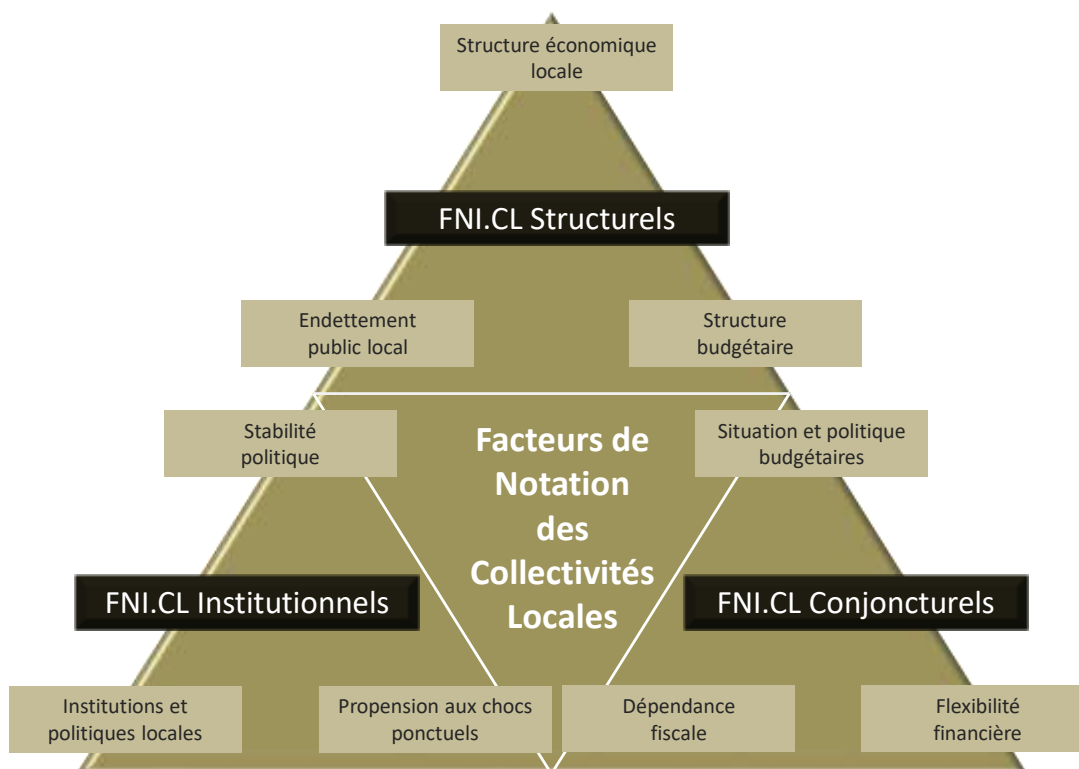 Structure économique
locale
FNI.CL Structurels
Endettement
public local
Structure
budgétaire
Stabilité
politique
Facteurs de
Notation
des
Collectivités
Locales
Situation et politique
budgétaires
FNI.CL Institutionnels
FNI.CL Conjoncturels
Institutions et
politiques locales
Propension aux chocs
ponctuels
Dépendance
fiscale
Flexibilité
financière